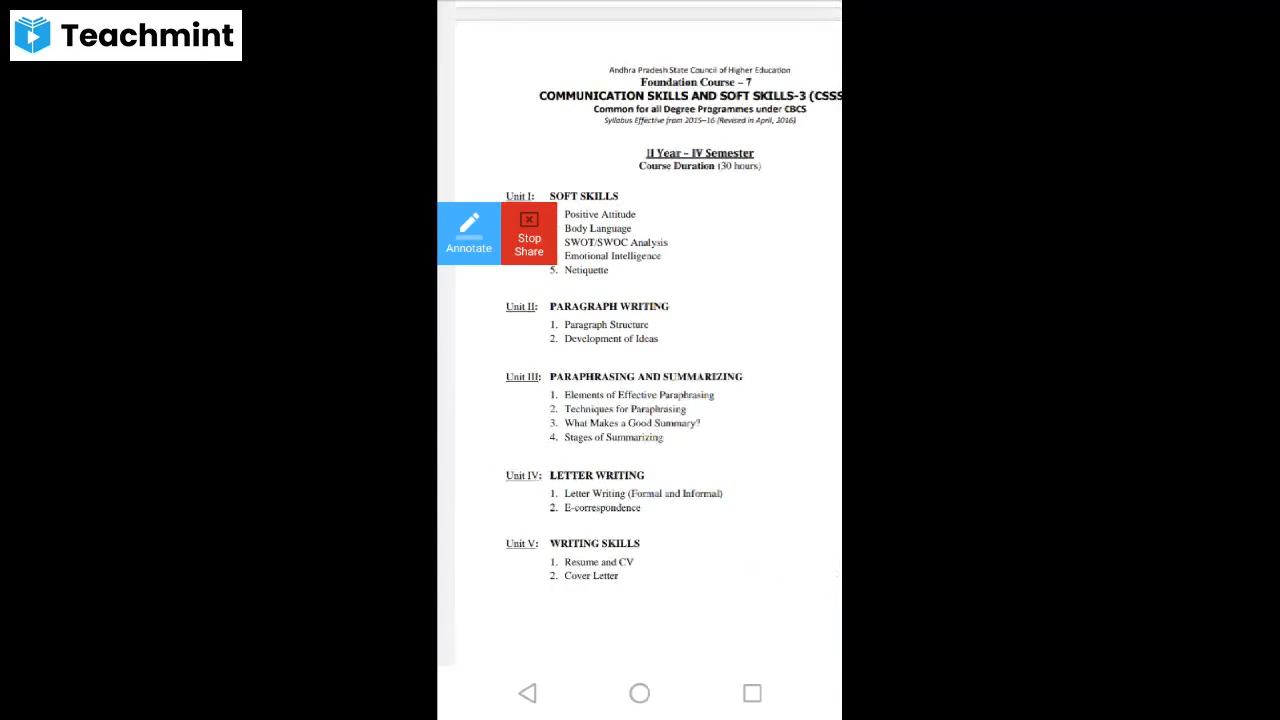 Teachmint
Andhra Pradesh State Council of Higher Education
Foundation Course – 7
COMMUNICATION SKILLS AND SOFT SKILLS-3 (CSSS
Common for all Degree Programmes under CBCS
Syllabus Effective from 2015–16 (Revised in April, 2016)
II Year – IV Semester
Course Duration (30 hours)
Unit I: SOFT SKILLS
Positive Attitude
Body Language
SWOT/SWOC Analysis
Emotional Intelligence
5. Netiquette
Annotate
Stop
Share
Unit II: PARAGRAPH WRITING
1. Paragraph Structure
2. Development of Ideas
Unit III: PARAPHRASING AND SUMMARIZING
1. Elements of Effective Paraphrasing
2. Techniques for Paraphrasing
3. What Makes a Good Summary?
4. Stages of Summarizing
Unit IV: LETTER WRITING
1. Letter Writing (Formal and Informal)
2. E-correspondence
Unit V: WRITING SKILLS
1. Resume and CV
2. Cover Letter